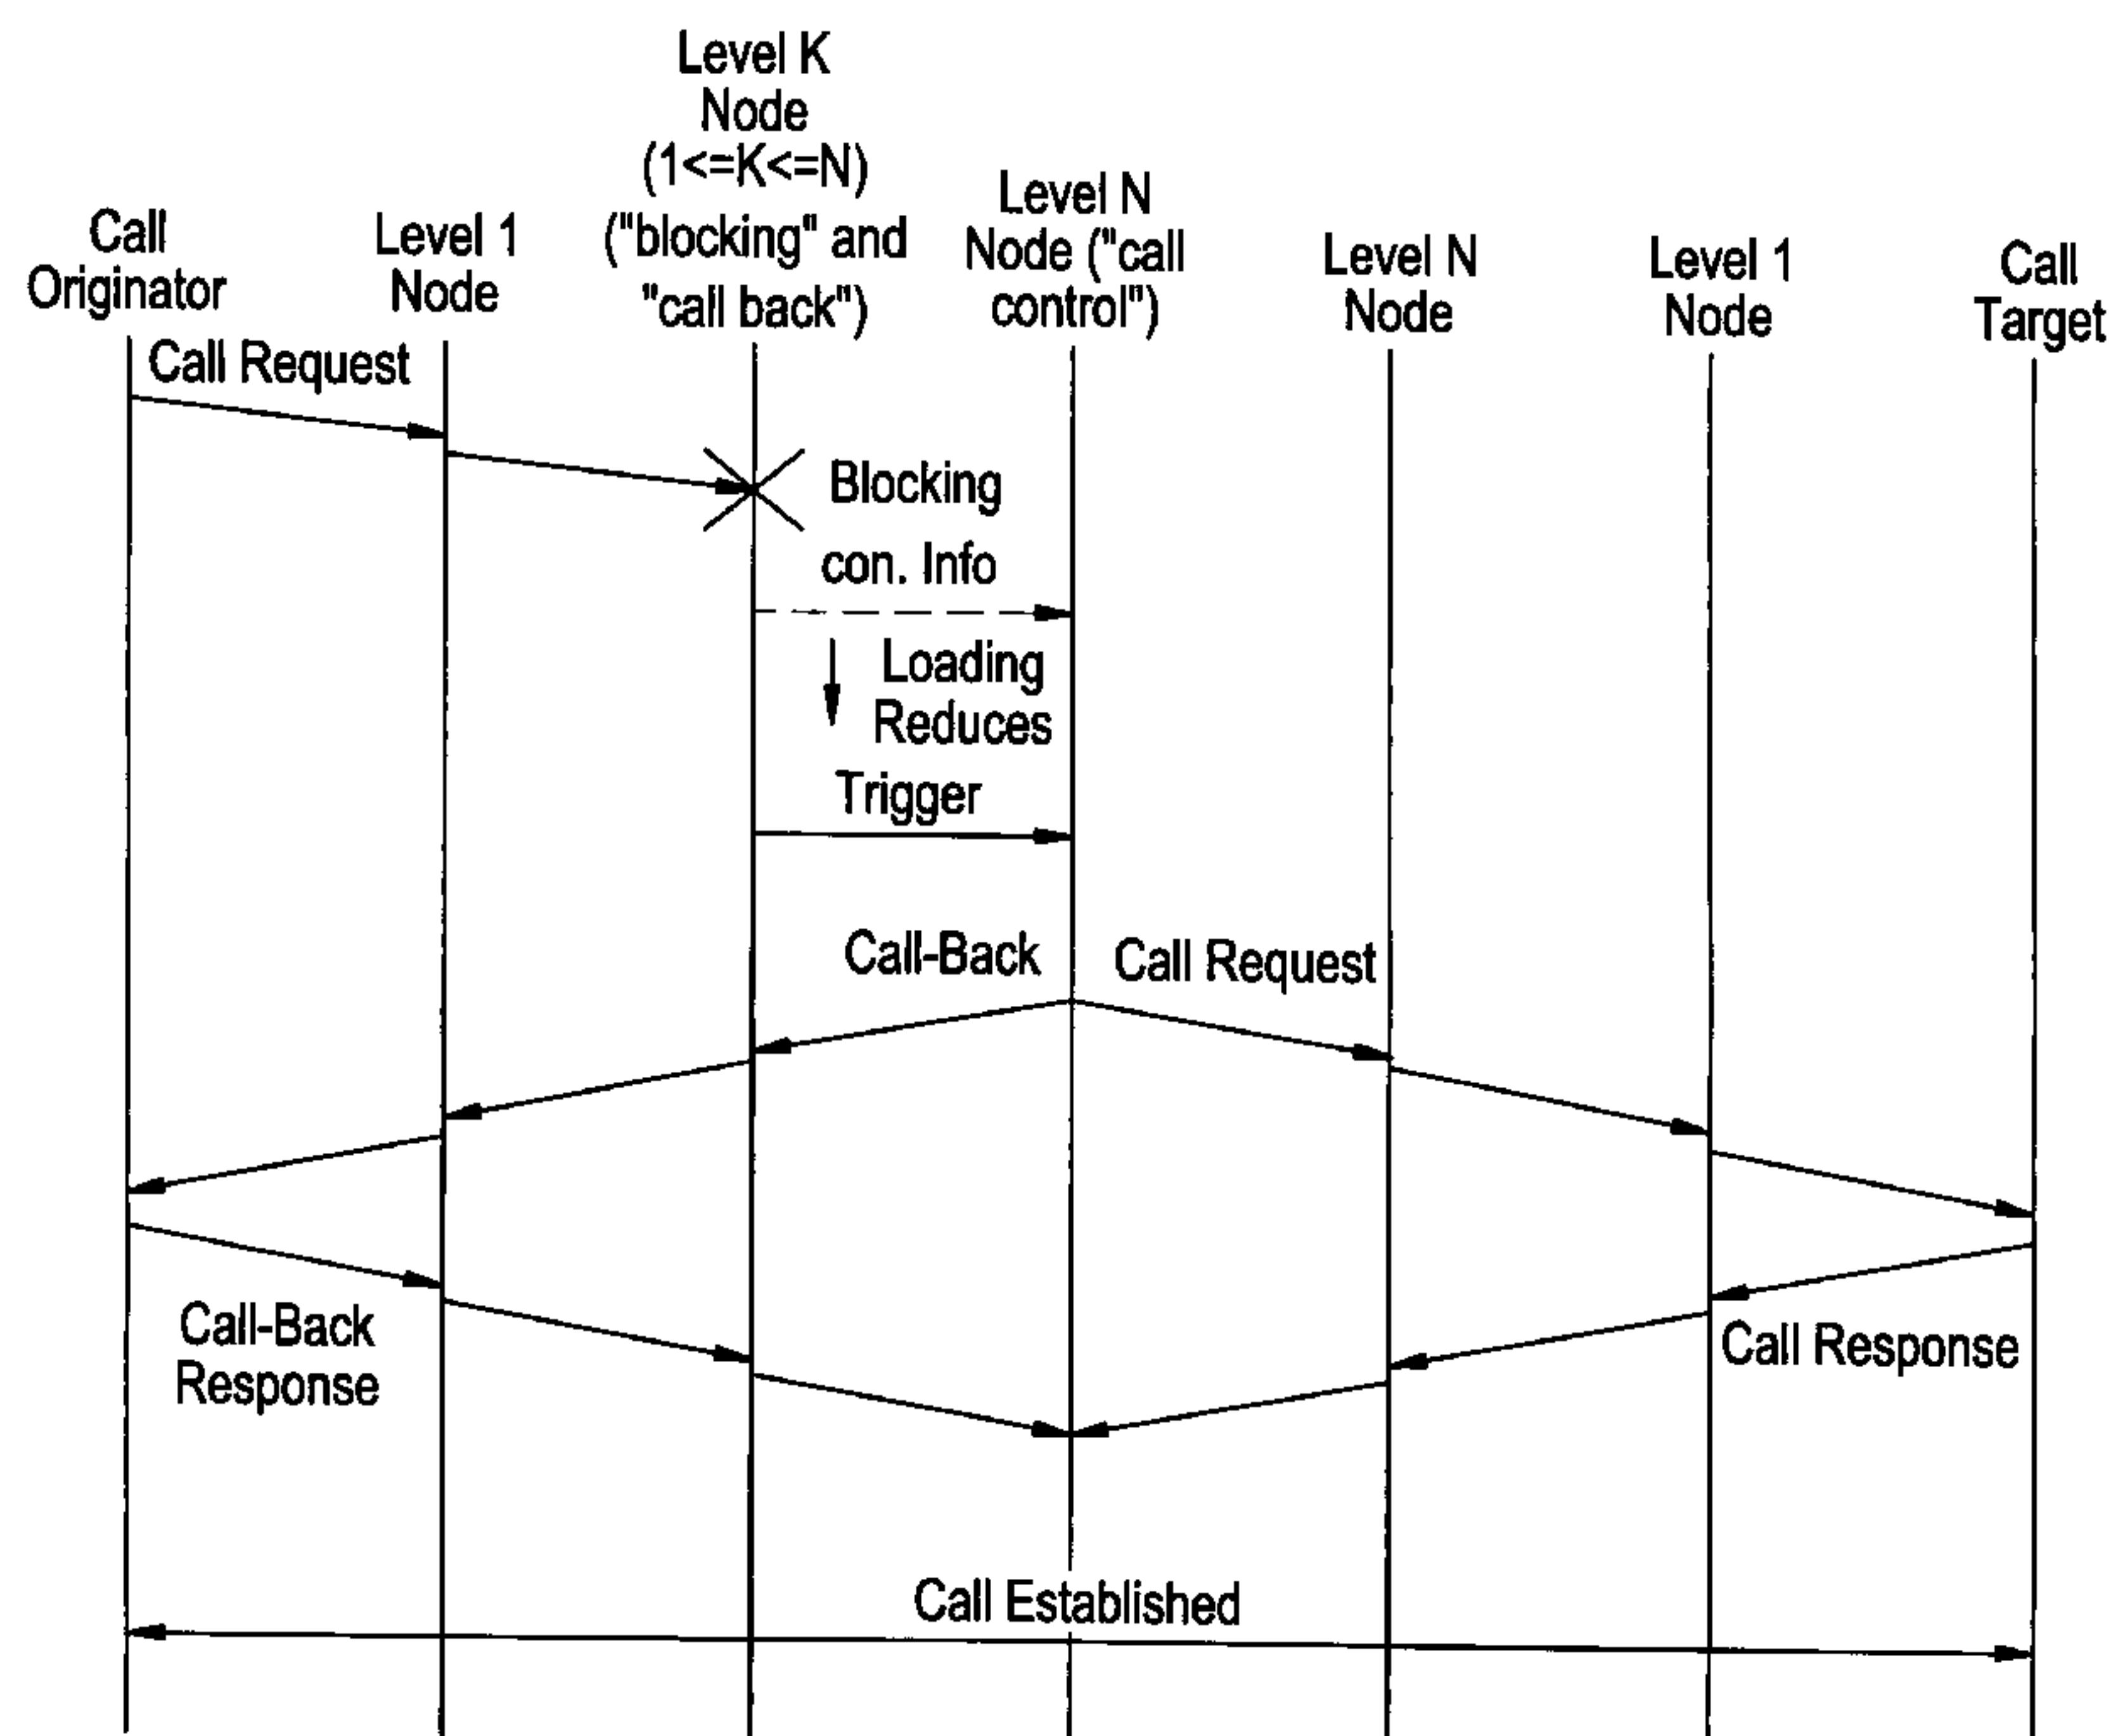 Call
Originator
Level 1
Node
Level K
Node
(1<=K<=N)
("blocking" and
"call back")
Level N
Node ("call
control")
Level N
Node
Level 1
Node
Call
Target
Call Request
Blocking
con. Info
Loading
Reduces
Trigger
Call-Back
Call Request
Call-Back
Response
Call Response
Call Established